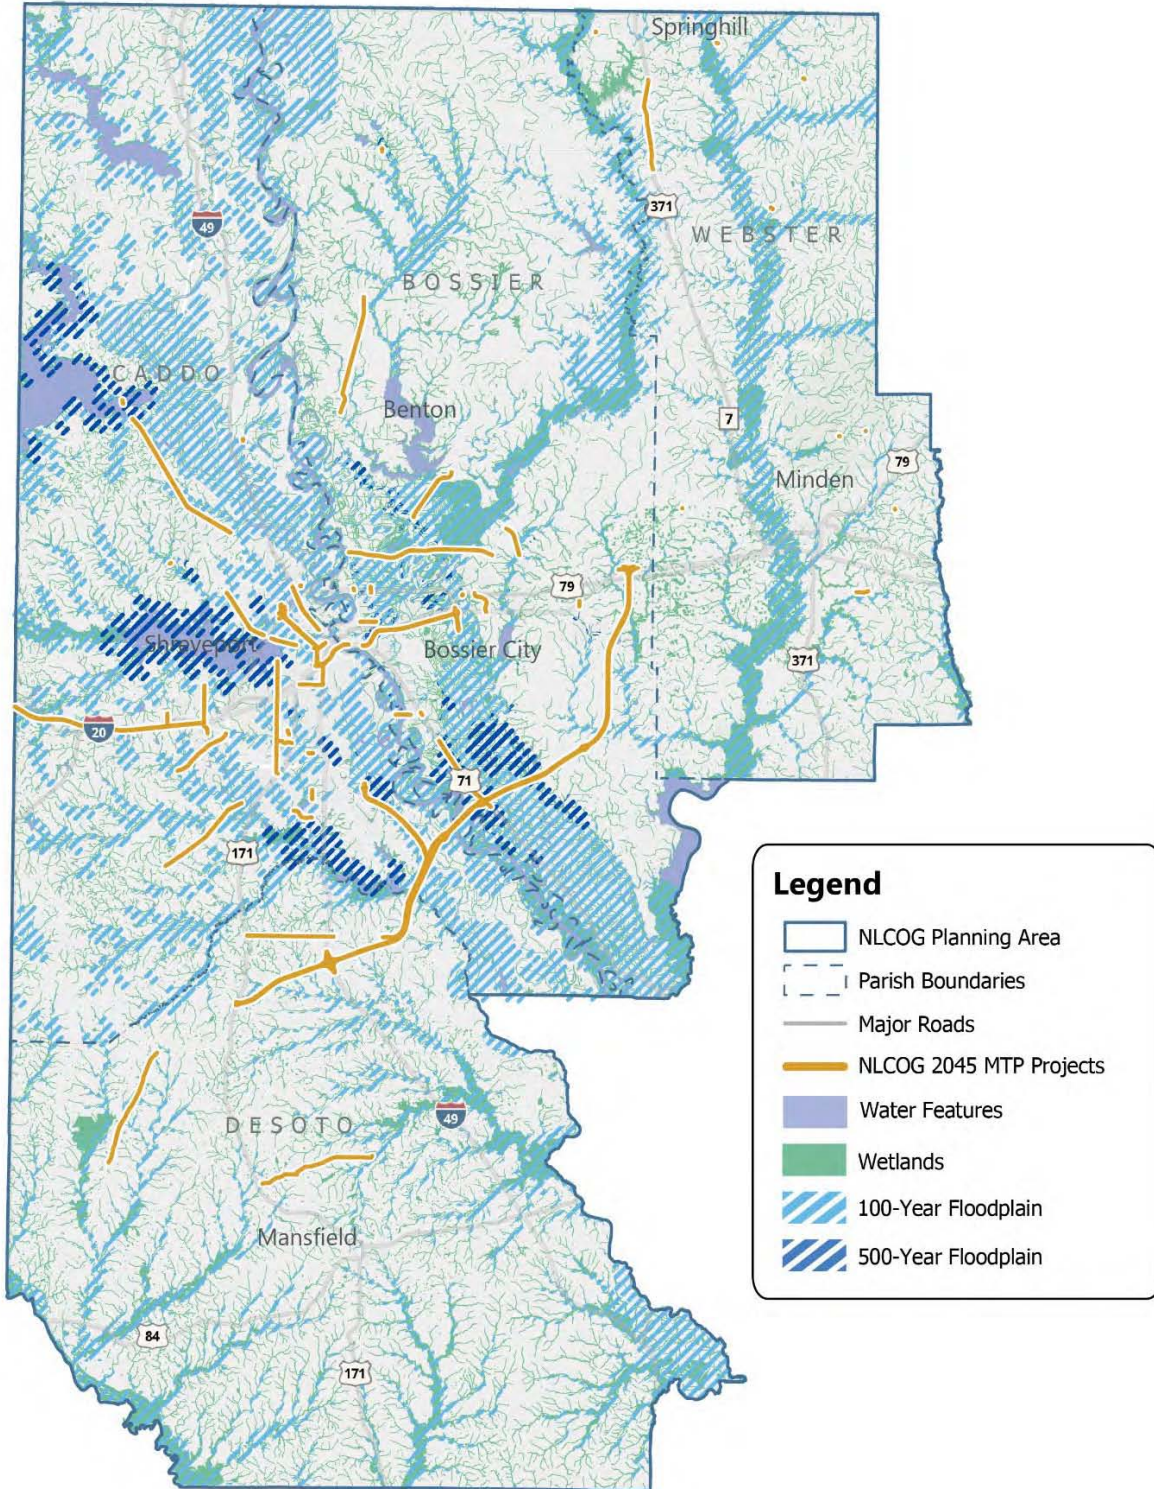 Springhill
371
WEBSTER
49
BOSSIER
CADDO
Benton
7
79
Minden
79
Shreveport
Bossier City
371
20
71
171
Legend
NLCOG Planning Area
Parish Boundaries
Major Roads
NLCOG 2045 MTP Projects
Water Features
Wetlands
100-Year Floodplain
500-Year Floodplain
DESOTO
49
Mansfield
84
171